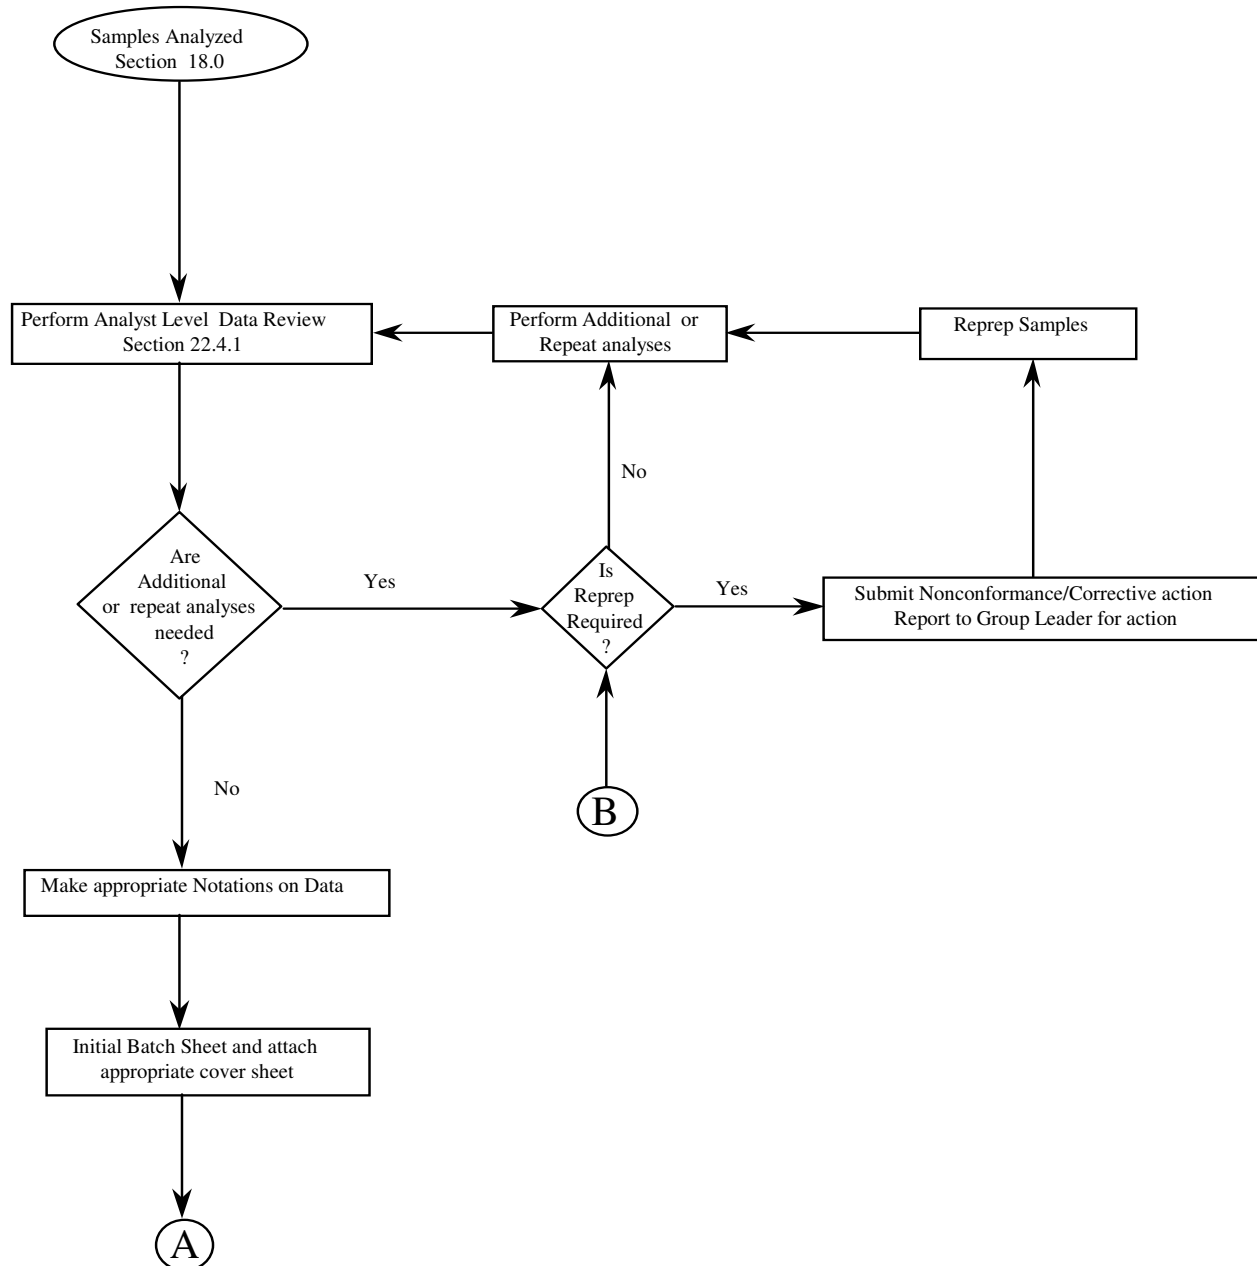 Samples Analyzed
Section 18.0
Perform Analyst Level Data Review
Section 22.4.1
Perform Additional or
Repeat analyses
Reprep Samples
No
Are
Additional
or repeat analyses
needed
?
Yes
Is
Reprep
Required
?
Yes
Submit Nonconformance/Corrective action
Report to Group Leader for action
No
B
Make appropriate Notations on Data
Initial Batch Sheet and attach
appropriate cover sheet
A